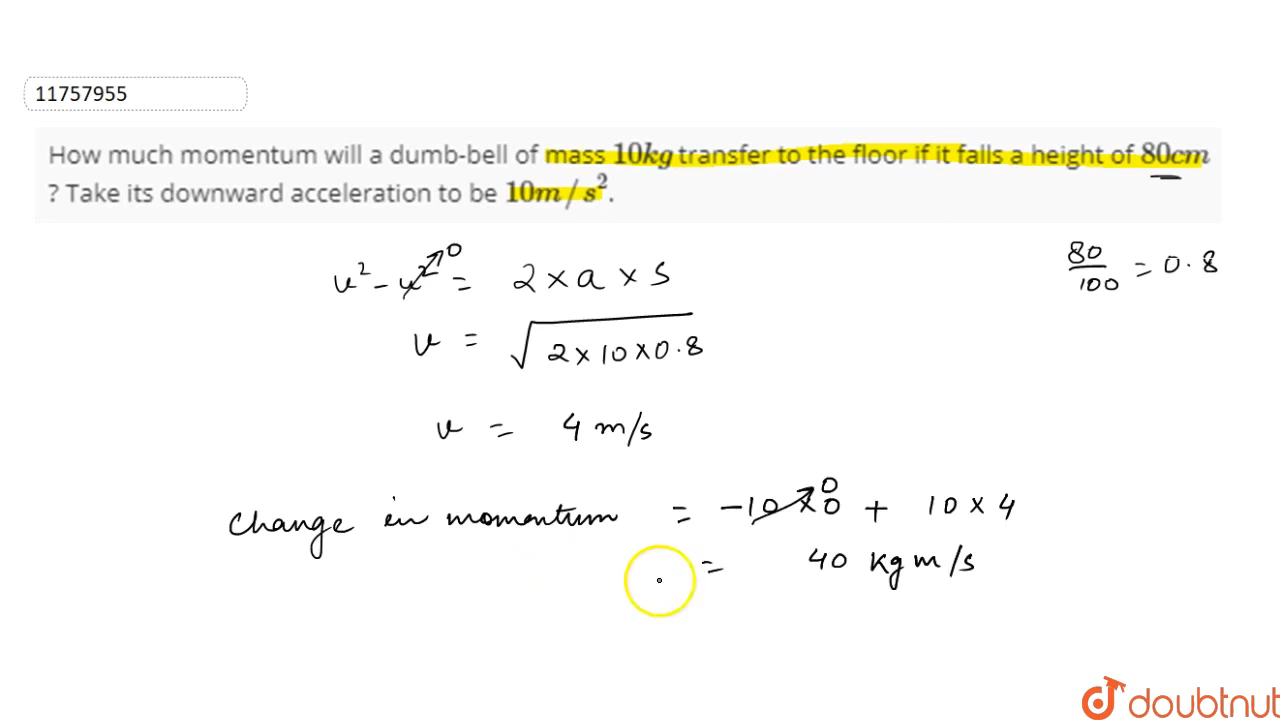 11757955
How much momentum will a dumb-bell of mass 10kg transfer to the floor if it falls a height of 80cm
? Take its downward acceleration to be 10m/s².
v² - u² 0 = 2 × a × s
80/100 = 0.8
v = √2 × 10 × 0.8
v = 4 m/s
Change in momentum = -10 × 0 0 + 10 × 4
= 40 kg m/s
doubtnut